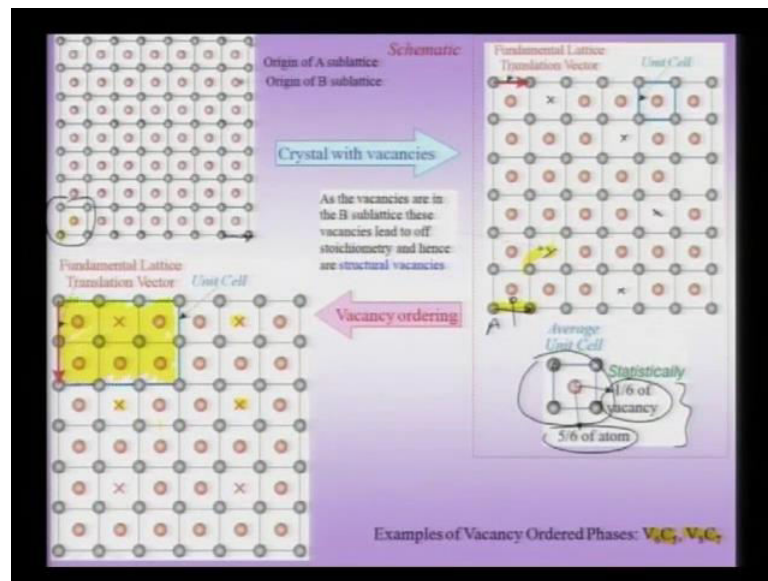 Schematic
Origin of A sublattice
Origin of B sublattice
Fundamental Lattice
Translation Vector
Unit Cell
Crystal with vacancies
As the vacancies are in
the B sublattice these
vacancies lead to off
stoichiometry and hence
are structural vacancies
Fundamental Lattice
Translation Vector
Unit Cell
Vacancy ordering
A
Average
Unit Cell
Statistically
1/6 of
vacancy
5/6 of atom
Examples of Vacancy Ordered Phases: